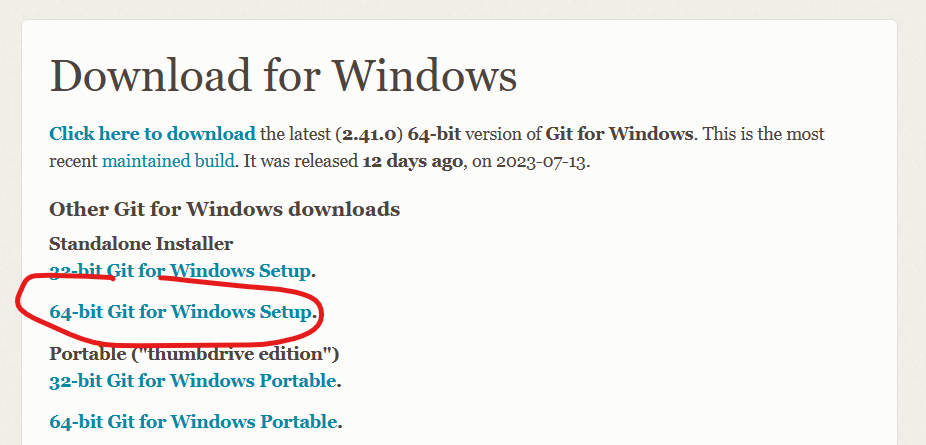 Download for Windows
Click here to download the latest (2.41.0) 64-bit version of Git for Windows. This is the most
recent maintained build. It was released 12 days ago, on 2023-07-13.
Other Git for Windows downloads
Standalone Installer
32-bit Git for Windows Setup.
64-bit Git for Windows Setup.
Portable ("thumbdrive edition")
32-bit Git for Windows Portable.
64-bit Git for Windows Portable.